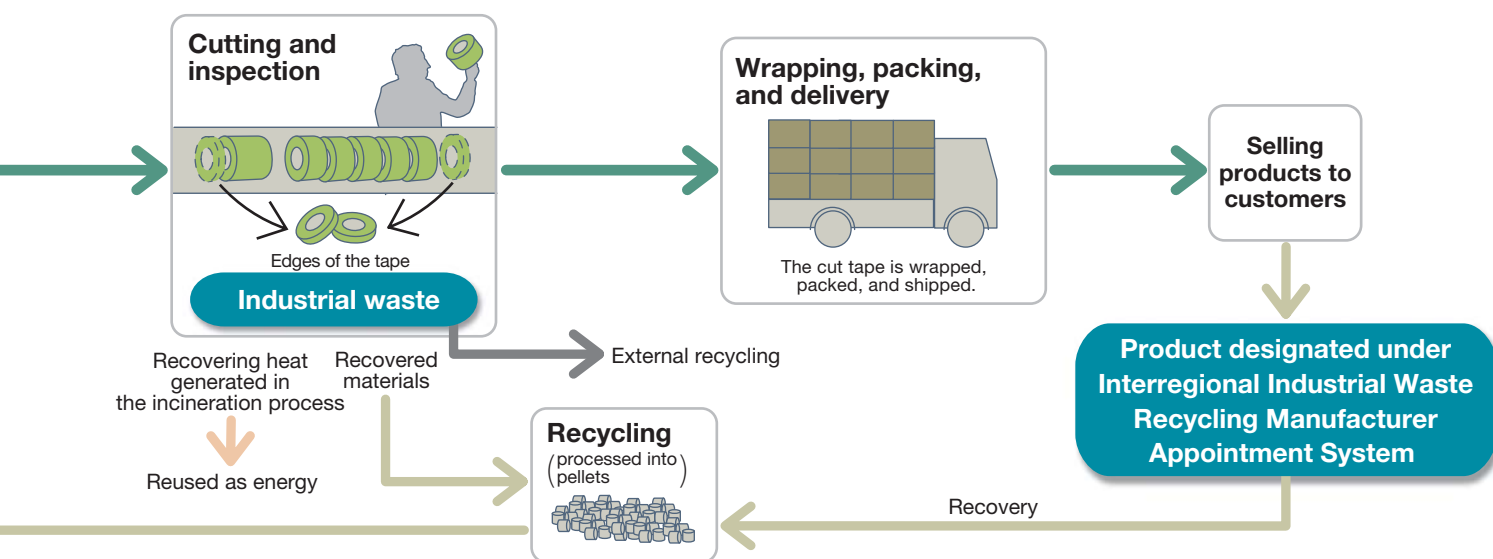 Cutting and
inspection
Edges of the tape
Industrial waste
Wrapping, packing,
and delivery
The cut tape is wrapped,
packed, and shipped.
Selling
products to
customers
Product designated under
Interregional Industrial Waste
Recycling Manufacturer
Appointment System
External recycling
Recovering heat
generated in
the incineration process
Reused as energy
Recovered
materials
Recycling
(processed into
pellets)
Recovery